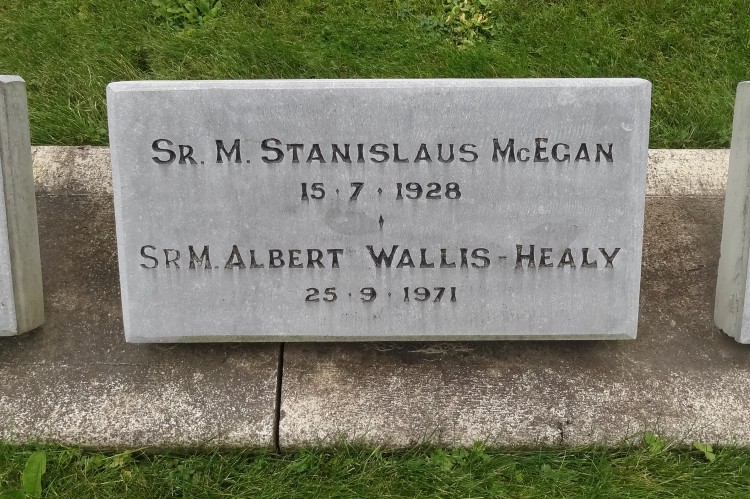 Sr. M. Stanislaus McEgan
15 · 7 · 1928
Sr M. Albert Wallis-Healy
25 · 9 · 1971